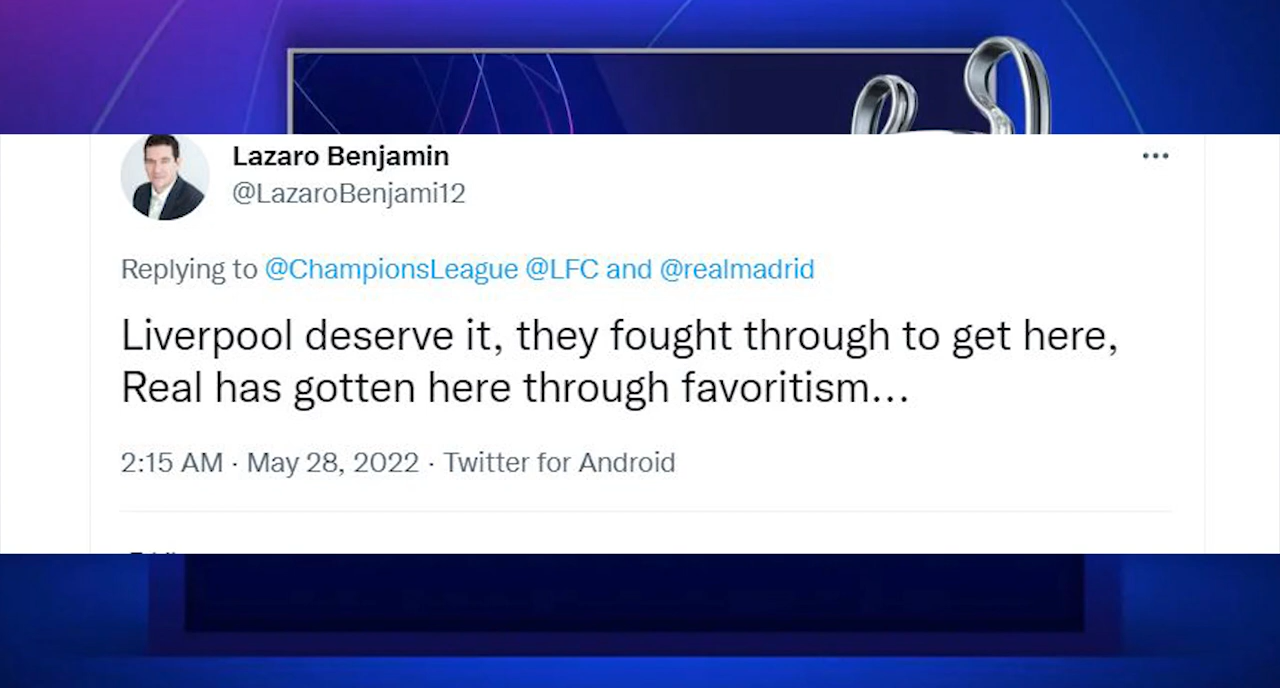 Lazaro Benjamin
@LazaroBenjami12
Replying to @ChampionsLeague @LFC and @realmadrid
Liverpool deserve it, they fought through to get here,
Real has gotten here through favoritism...
2:15 AM · May 28, 2022 · Twitter for Android